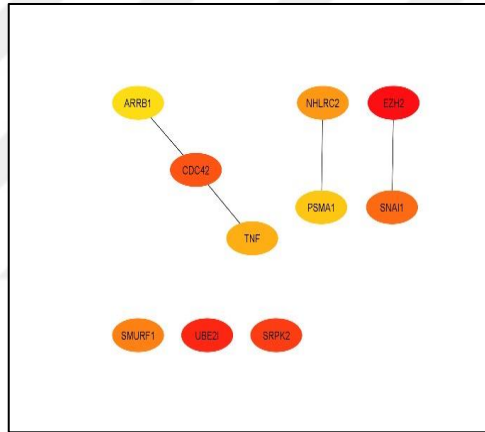 ARRB1
NHLRC2
EZH2
CDC42
PSMA1
SNAI1
TNF
SMURF1
UBE2I
SRPK2